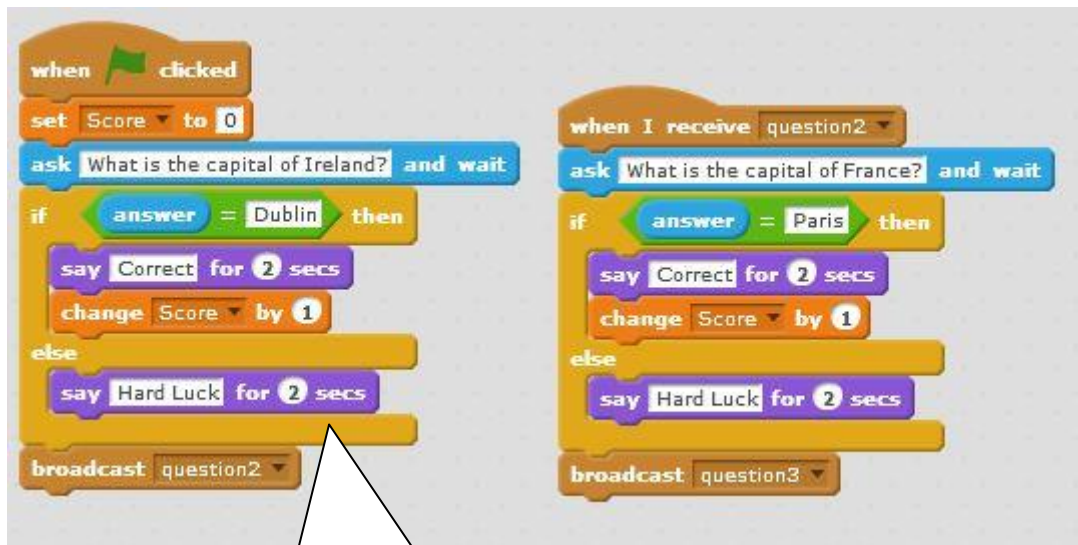 when clicked
set Score to 0
ask What is the capital of Ireland? and wait
if answer = Dublin then
say Correct for 2 secs
change Score by 1
else
say Hard Luck for 2 secs
broadcast question2
when I receive question2
ask What is the capital of France? and wait
if answer = Paris then
say Correct for 2 secs
change Score by 1
else
say Hard Luck for 2 secs
broadcast question3